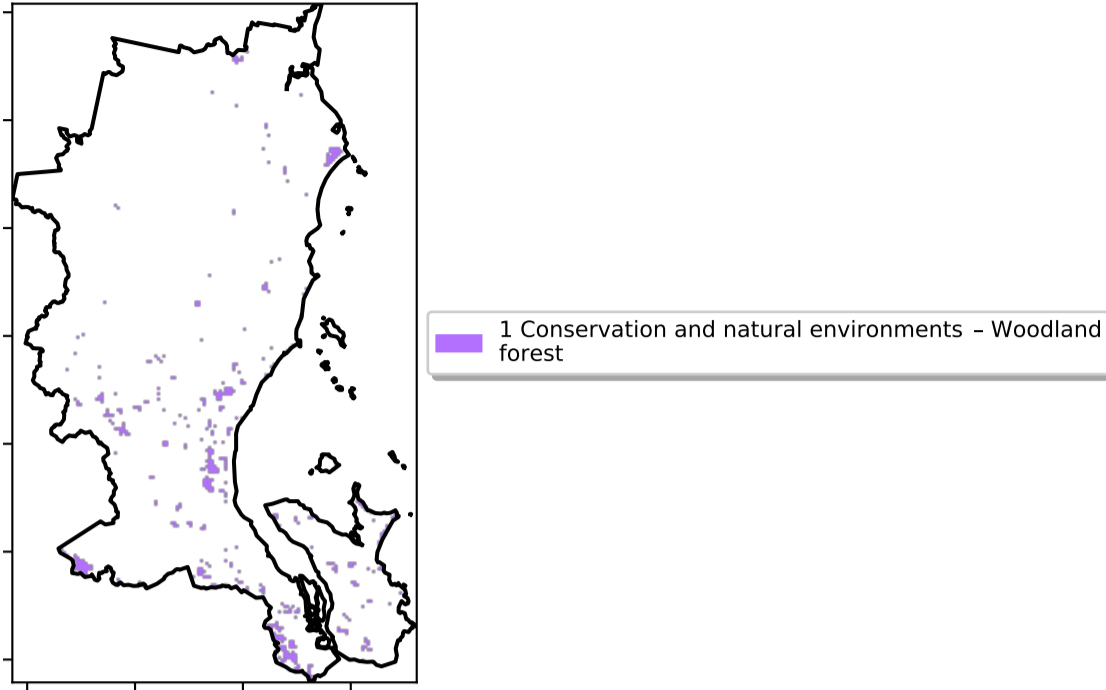 1 Conservation and natural environments – Woodland
forest